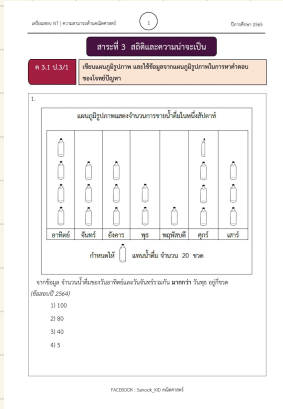 เตรียมสอบ NT | ความสามารถด้านคณิตศาสตร์
1
ปีการศึกษา 2565
สาระที่ 3 สถิติและความน่าจะเป็น
ค 3.1 ป.3/1
เขียนแผนภูมิรูปภาพ และใช้ข้อมูลจากแผนภูมิรูปภาพในการหาคำตอบ
ของโจทย์ปัญหา
1.
แผนภูมิรูปภาพแสดงจำนวนการขายน้ำดื่มในหนึ่งสัปดาห์
อาทิตย์ จันทร์ อังคาร พุธ พฤหัสบดี ศุกร์ เสาร์
กำหนดให้ แทนน้ำดื่ม จำนวน 20 ขวด
จากข้อมูล จำนวนน้ำดื่มของวันอาทิตย์และวันจันทร์รวมกัน มากกว่า วันพุธ อยู่กี่ขวด
(ข้อสอบปี 2564)
1) 100
2) 80
3) 40
4) 5
FACEBOOK : Sanook_KID คณิตศาสตร์